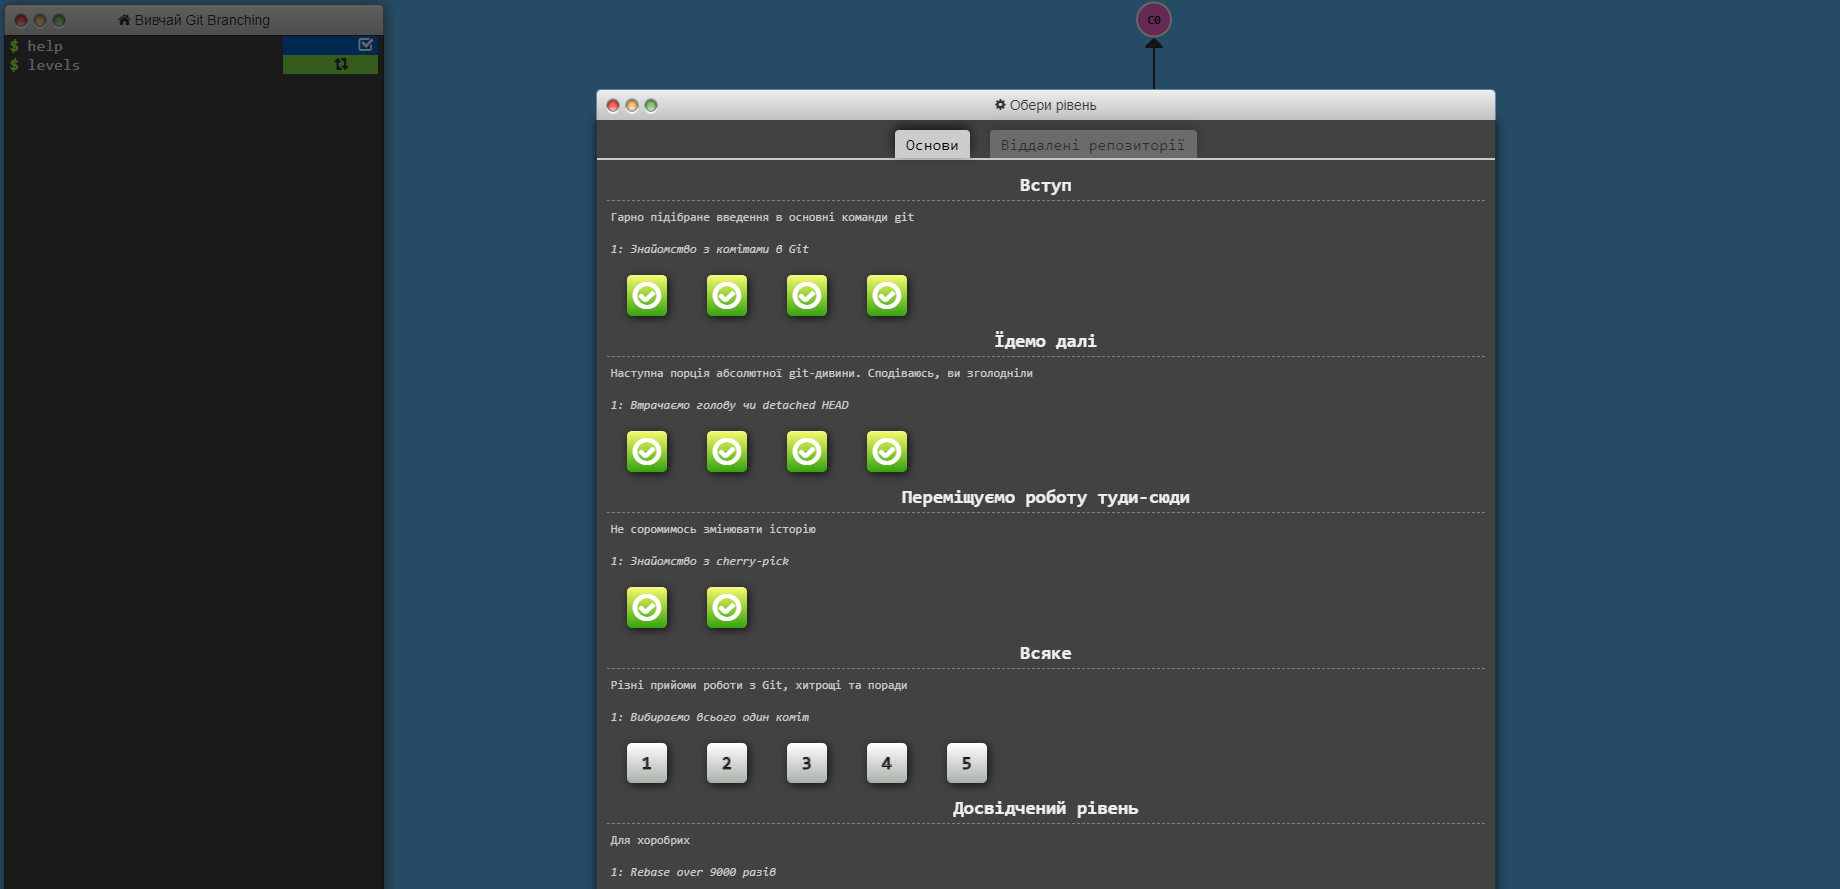 Вивчай Git Branching
$ help
$ levels
C0
Обери рівень
Основи
Віддалені репозиторії
Вступ
Гарно підібране введення в основні команди git
1: Знайомство з комітами в Git
Їдемо далі
Наступна порція абсолютної git-дивини. Сподіваюсь, ви зголодніли
1: Втрачаємо голову чи detached HEAD
Переміщуємо роботу туди-сюди
Не соромимось змінювати історію
1: Знайомство з cherry-pick
Всяке
Різні прийоми роботи з Git, хитрощі та поради
1: Вибираємо всього один коміт
1 2 3 4 5
Досвідчений рівень
Для хоробрих
1: Rebase over 9000 разів